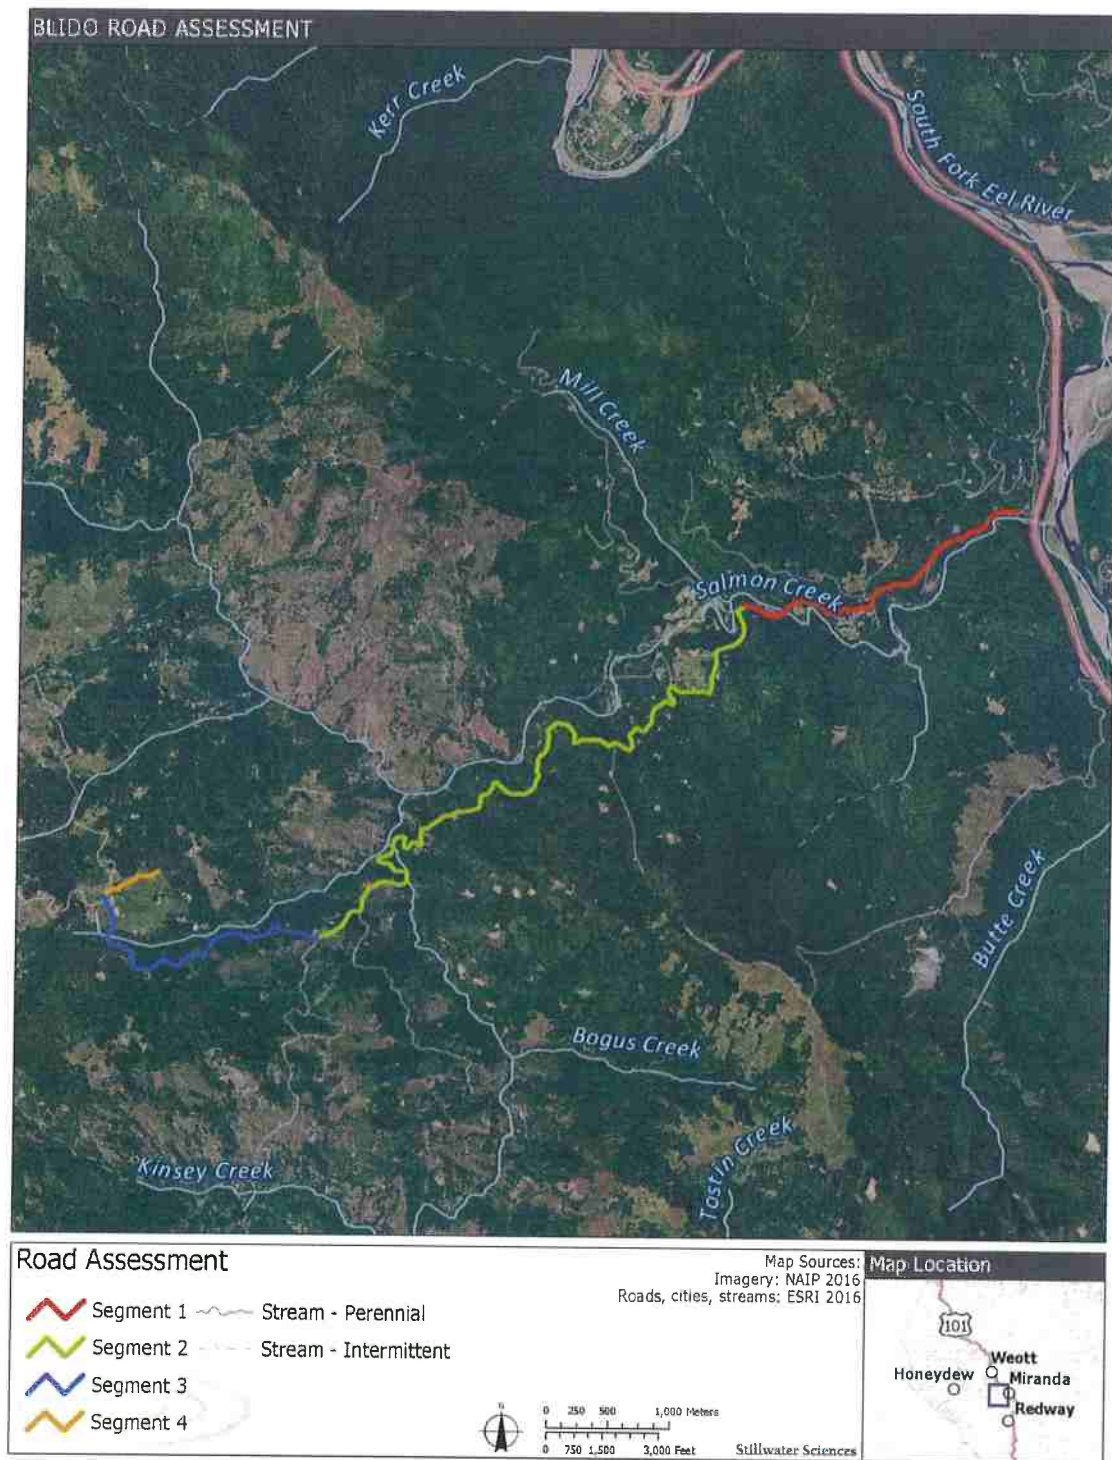 BLIDO ROAD ASSESSMENT
Kerr Creek
South Fork Eel River
Mill Creek
Salmon Creek
Butte Creek
Bogus Creek
Tostin Creek
Kinsey Creek
Road Assessment
Segment 1
Stream - Perennial
Segment 2
Stream - Intermittent
Segment 3
Segment 4
N
0 250 500 1,000 Meters
0 750 1,500 3,000 Feet
Map Sources:
Imagery: NAIP 2016
Roads, cities, streams: ESRI 2016
Stillwater Sciences
Map Location
101
Weott
Honeydew
Miranda
Redway